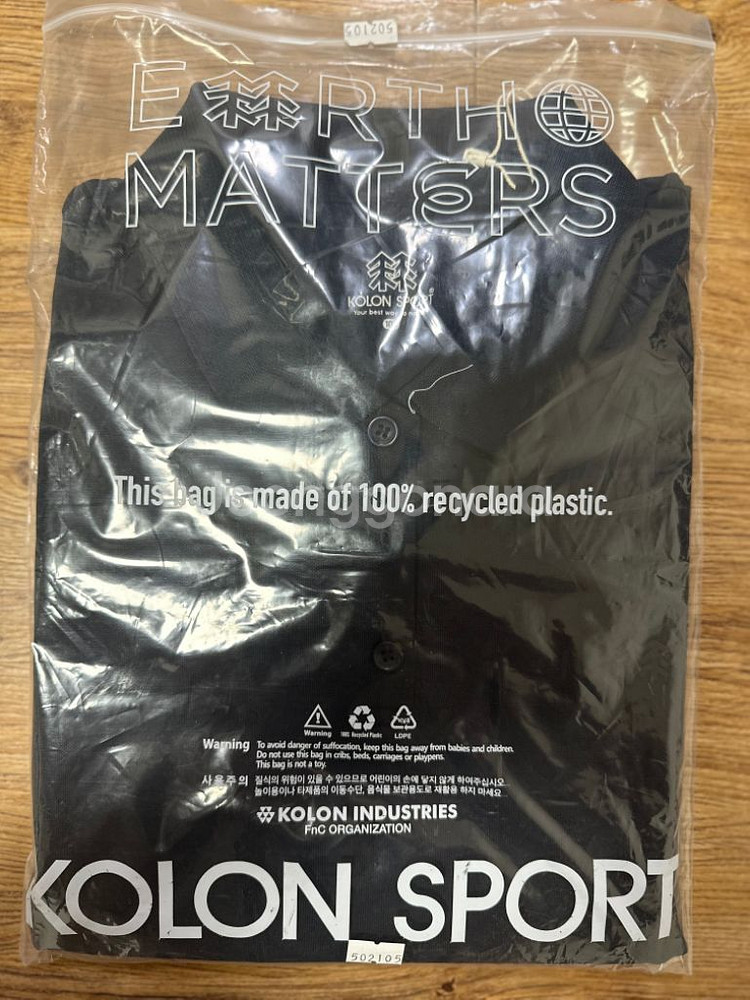 502105
EARTH
MATTERS
KOLON SPORT
Your best way to
This bag is made of 100% recycled plastic.
Warning
100% Recycled Plastic
LDPE
Warning
To avoid danger of suffocation, keep this bag away from babies and children.
Do not use this bag in cribs, beds, carriages or playpens.
This bag is not a toy.
사용주의
질식의 위험이 있을 수 있으므로 어린이의 손에 닿지 않게 하여주십시오.
놀이용이나 타제품의 이동수단, 음식물 보관용도로 재활용 하지 마세요
KOLON INDUSTRIES
FnC ORGANIZATION
KOLON SPORT
502105